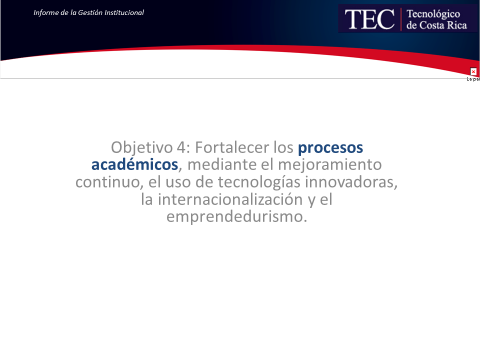 Informe de la Gestión Institucional
TEC | Tecnológico
de Costa Rica
Objetivo 4: Fortalecer los procesos
académicos, mediante el mejoramiento
continuo, el uso de tecnologías innovadoras,
la internacionalización y el
emprendedurismo.